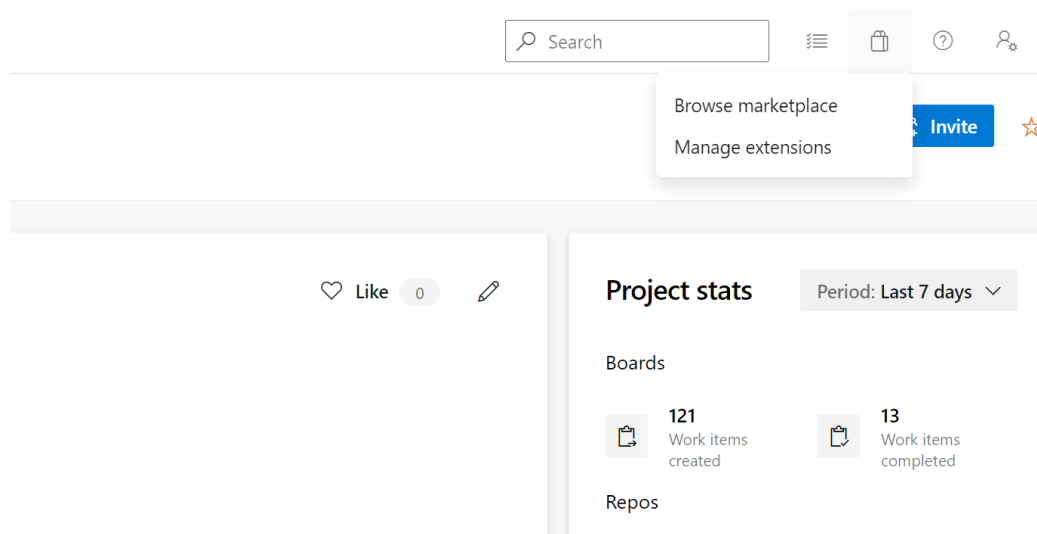 Search
Browse marketplace
Manage extensions
Invite
Like 0
Project stats
Period: Last 7 days
Boards
121
Work items
created
13
Work items
completed
Repos